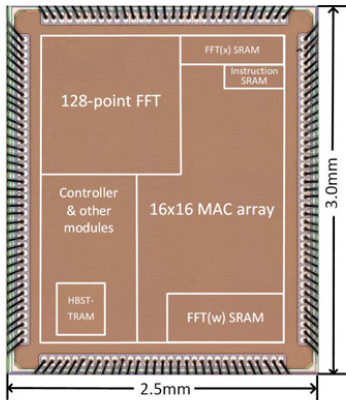 FFT(x) SRAM
Instruction
SRAM
128-point FFT
Controller
& other
modules
16x16 MAC array
HBST-
TRAM
FFT(w) SRAM
3.0mm
2.5mm